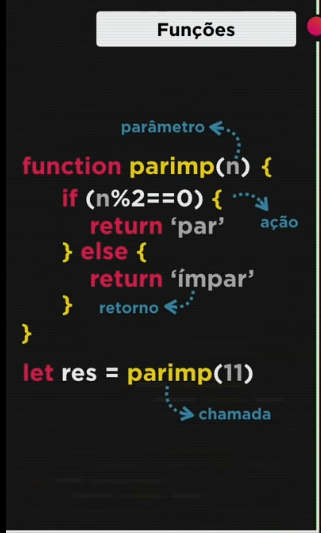 Funções
parâmetro
function parimp(n) {
if (n%2==0) {
ação
return ‘par’
} else {
return ‘ímpar’
} retorno
}
let res = parimp(11)
chamada